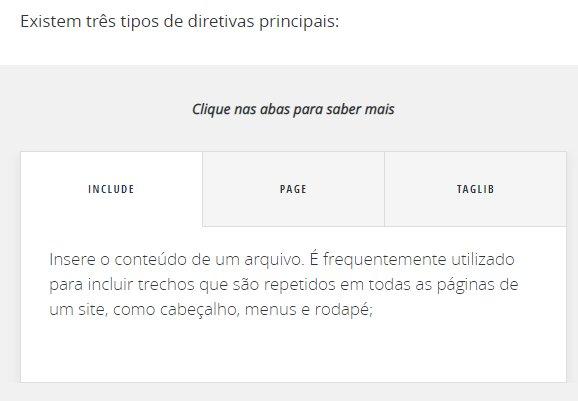 Existem três tipos de diretivas principais:
Clique nas abas para saber mais
INCLUDE
PAGE
TAGLIB
Insere o conteúdo de um arquivo. É frequentemente utilizado
para incluir trechos que são repetidos em todas as páginas de
um site, como cabeçalho, menus e rodapé;